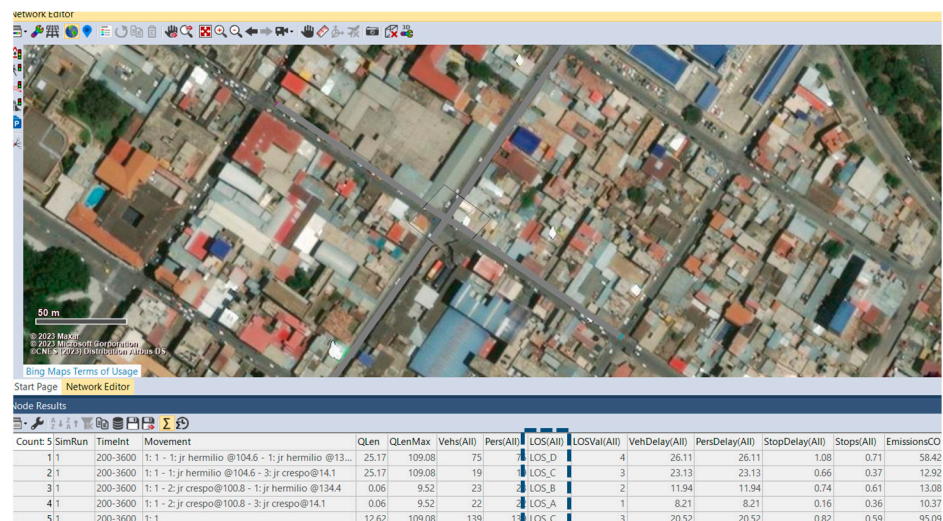 Network Editor
50 m
© 2023 Maxar
© 2023 Microsoft Corporation
©CNES (2023) Distribution Airbus DS
Bing Maps Terms of Usage
Start Page Network Editor
Node Results
Count: 5 SimRun TimeInt Movement QLen QLenMax Vehs(All) Pers(All) LOS(All) LOSVal(All) VehDelay(All) PersDelay(All) StopDelay(All) Stops(All) EmissionsCO
1 1 200-3600 1: 1 - 1: jr hermilio @104.6 - 1: jr hermilio @13... 25.17 109.08 75 LOS_D 4 26.11 26.11 1.08 0.71 58.42
2 1 200-3600 1: 1 - 1: jr hermilio @104.6 - 3: jr crespo@14.1 25.17 109.08 19 LOS_C 3 23.13 23.13 0.66 0.37 12.92
3 1 200-3600 1: 1 - 2: jr crespo@100.8 - 1: jr hermilio @134.4 0.06 9.52 23 LOS_B 2 11.94 11.94 0.74 0.61 13.08
4 1 200-3600 1: 1 - 2: jr crespo@100.8 - 3: jr crespo@14.1 0.06 9.52 22 LOS_A 1 8.21 8.21 0.16 0.36 10.37
5 1 200-3600 1: 1 12.62 109.08 139 LOS_C 3 20.52 20.52 0.82 0.59 95.09